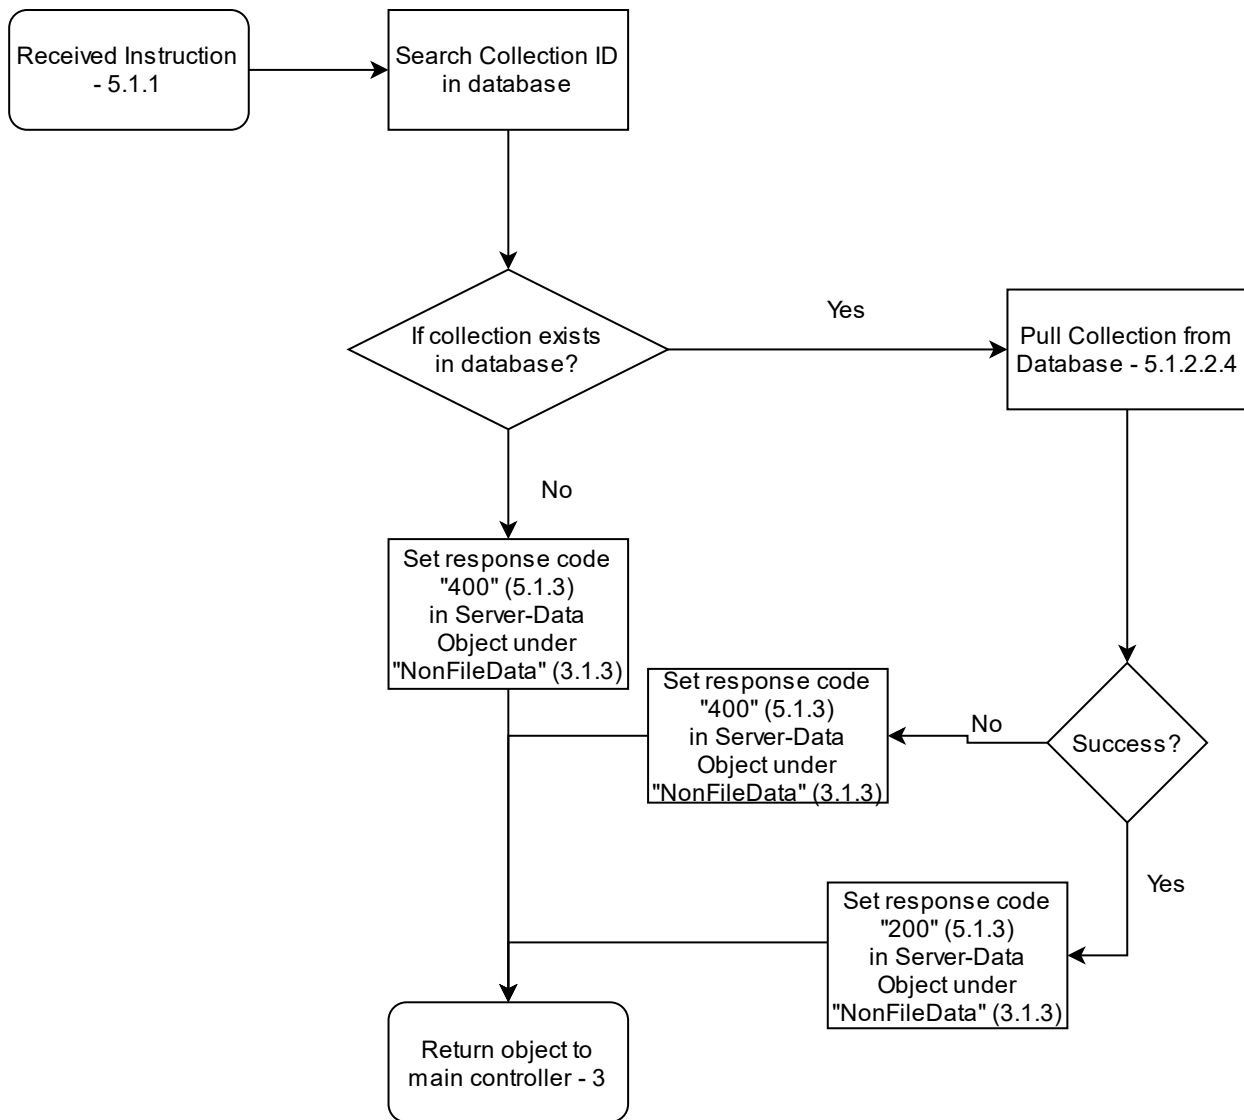 Received Instruction
- 5.1.1
Search Collection ID
in database
If collection exists
in database?
Yes
Pull Collection from
Database - 5.1.2.2.4
No
Set response code
"400" (5.1.3)
in Server-Data
Object under
"NonFileData" (3.1.3)
Set response code
"400" (5.1.3)
in Server-Data
Object under
"NonFileData" (3.1.3)
No
Success?
Yes
Set response code
"200" (5.1.3)
in Server-Data
Object under
"NonFileData" (3.1.3)
Return object to
main controller - 3